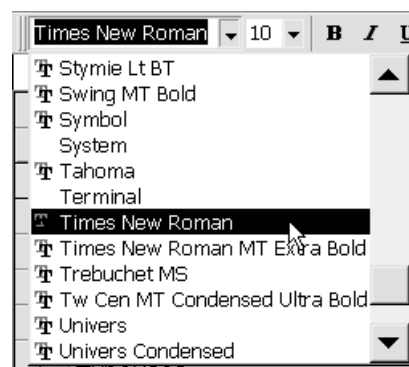 Times New Roman 10 B I U
Stymie Lt BT
Swing MT Bold
Symbol
System
Tahoma
Terminal
Times New Roman
Times New Roman MT Extra Bold
Trebuchet MS
Tw Cen MT Condensed Ultra Bold
Univers
Univers Condensed